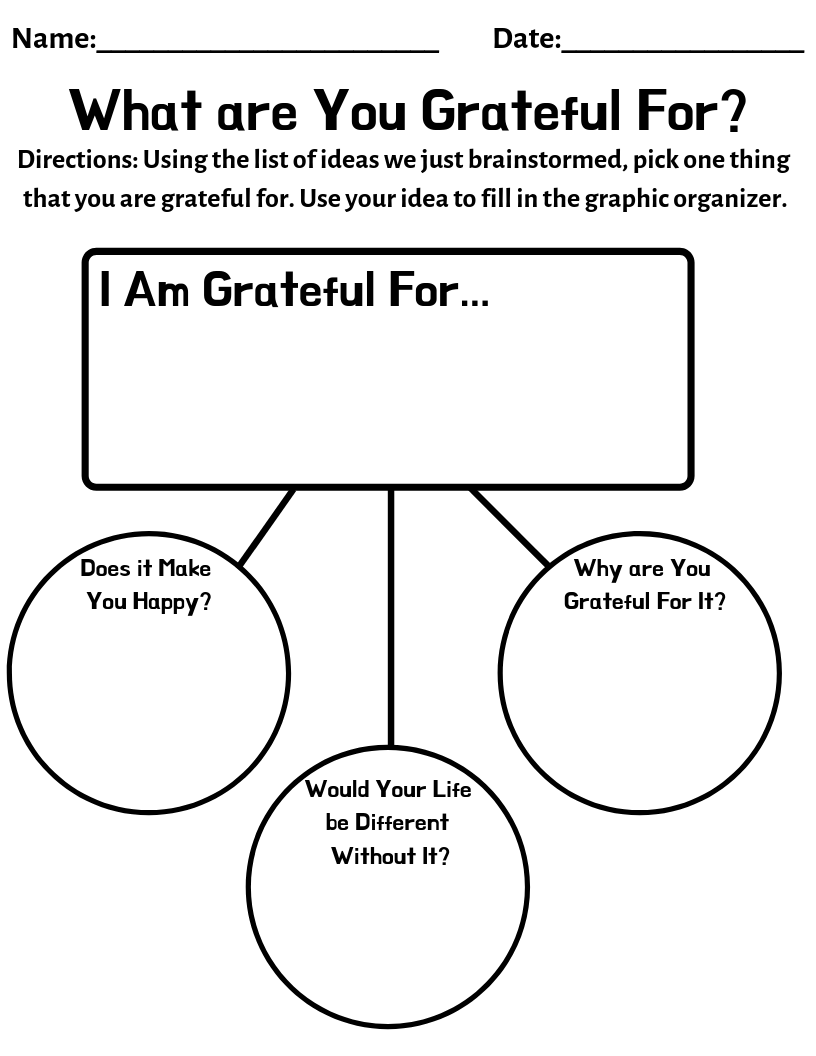 Name:________________________ Date:_________________
What are You Grateful For?
Directions: Using the list of ideas we just brainstormed, pick one thing
that you are grateful for. Use your idea to fill in the graphic organizer.
I Am Grateful For...
Does it Make
You Happy?
Why are You
Grateful For It?
Would Your Life
be Different
Without It?